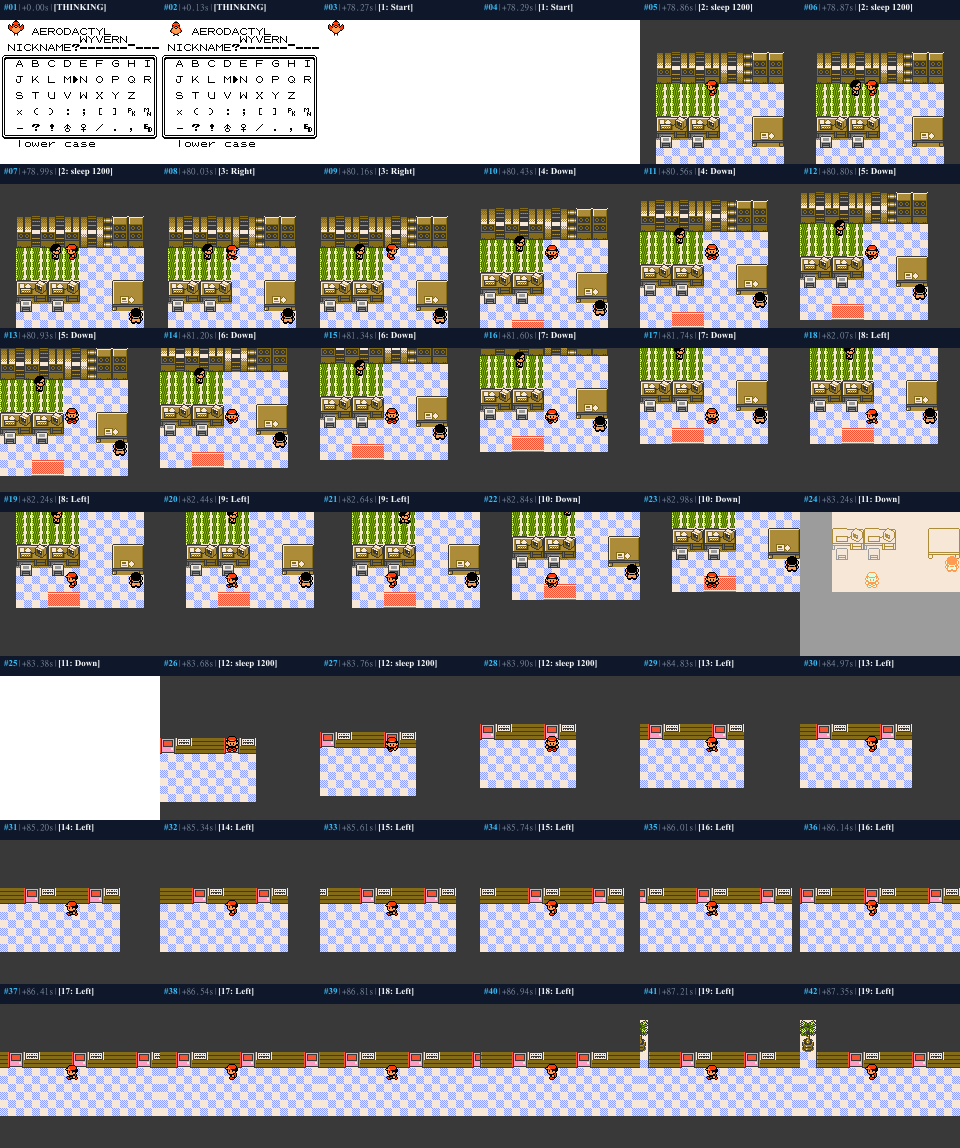 #01|+0.00s|[THINKING]
#02|+0.13s|[THINKING]
#03|+78.27s|[1: Start]
#04|+78.29s|[1: Start]
#05|+78.86s|[2: sleep 1200]
#06|+78.87s|[2: sleep 1200]
AERODACTYL
WYVERN
NICKNAME?
A B C D E F G H I
J K L M N O P Q R
S T U V W X Y Z
× ( ) : ; [ ] PK MN
- ? ! ♂ ♀ / . , ED
lower case
AERODACTYL
WYVERN
NICKNAME?
A B C D E F G H I
J K L M N O P Q R
S T U V W X Y Z
× ( ) : ; [ ] PK MN
- ? ! ♂ ♀ / . , ED
lower case
#07|+78.99s|[2: sleep 1200]
#08|+80.03s|[3: Right]
#09|+80.16s|[3: Right]
#10|+80.43s|[4: Down]
#11|+80.56s|[4: Down]
#12|+80.80s|[5: Down]
#13|+80.93s|[5: Down]
#14|+81.20s|[6: Down]
#15|+81.34s|[6: Down]
#16|+81.60s|[7: Down]
#17|+81.74s|[7: Down]
#18|+82.07s|[8: Left]
#19|+82.24s|[8: Left]
#20|+82.44s|[9: Left]
#21|+82.64s|[9: Left]
#22|+82.84s|[10: Down]
#23|+82.98s|[10: Down]
#24|+83.24s|[11: Down]
#25|+83.38s|[11: Down]
#26|+83.68s|[12: sleep 1200]
#27|+83.76s|[12: sleep 1200]
#28|+83.90s|[12: sleep 1200]
#29|+84.83s|[13: Left]
#30|+84.97s|[13: Left]
#31|+85.20s|[14: Left]
#32|+85.34s|[14: Left]
#33|+85.61s|[15: Left]
#34|+85.74s|[15: Left]
#35|+86.01s|[16: Left]
#36|+86.14s|[16: Left]
#37|+86.41s|[17: Left]
#38|+86.54s|[17: Left]
#39|+86.81s|[18: Left]
#40|+86.94s|[18: Left]
#41|+87.21s|[19: Left]
#42|+87.35s|[19: Left]